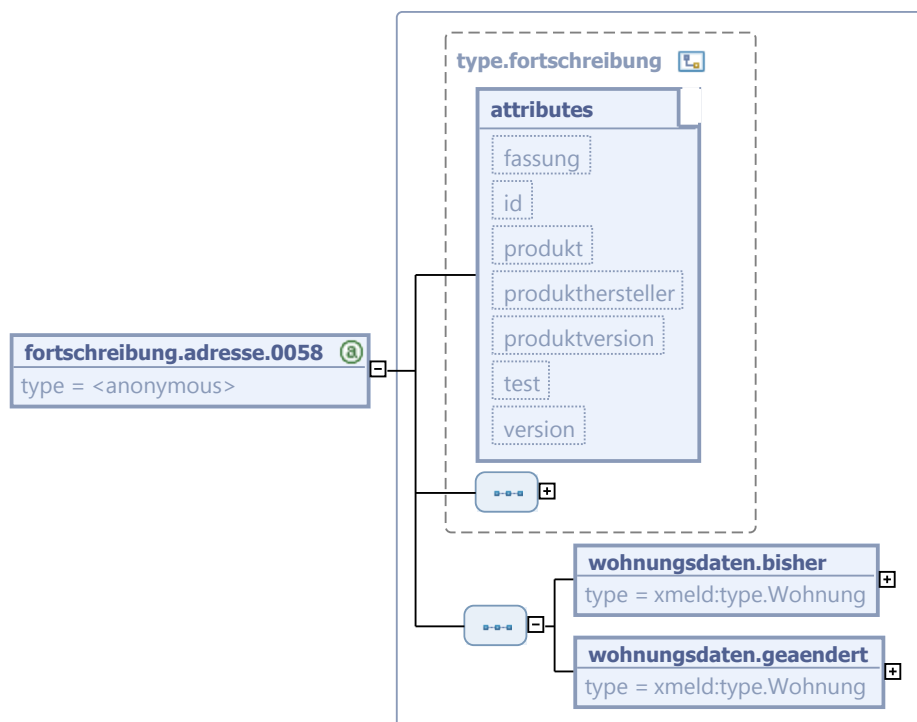 type.fortschreibung
attributes
fassung
id
produkt
produkthersteller
produktversion
test
version
fortschreibung.adresse.0058 a
type = <anonymous>
wohnungsdaten.bisher
type = xmeld:type.Wohnung
wohnungsdaten.geaendert
type = xmeld:type.Wohnung